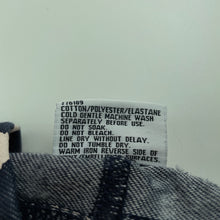 COTTON/POLYESTER/ELASTANE
COLD GENTLE MACHINE WASH
SEPARATELY BEFORE USE.
DO NOT SOAK.
DO NOT BLEACH.
LINE DRY WITHOUT DELAY.
DO NOT TUMBLE DRY.
WARM IRON REVERSE SIDE OF
SURFACES.